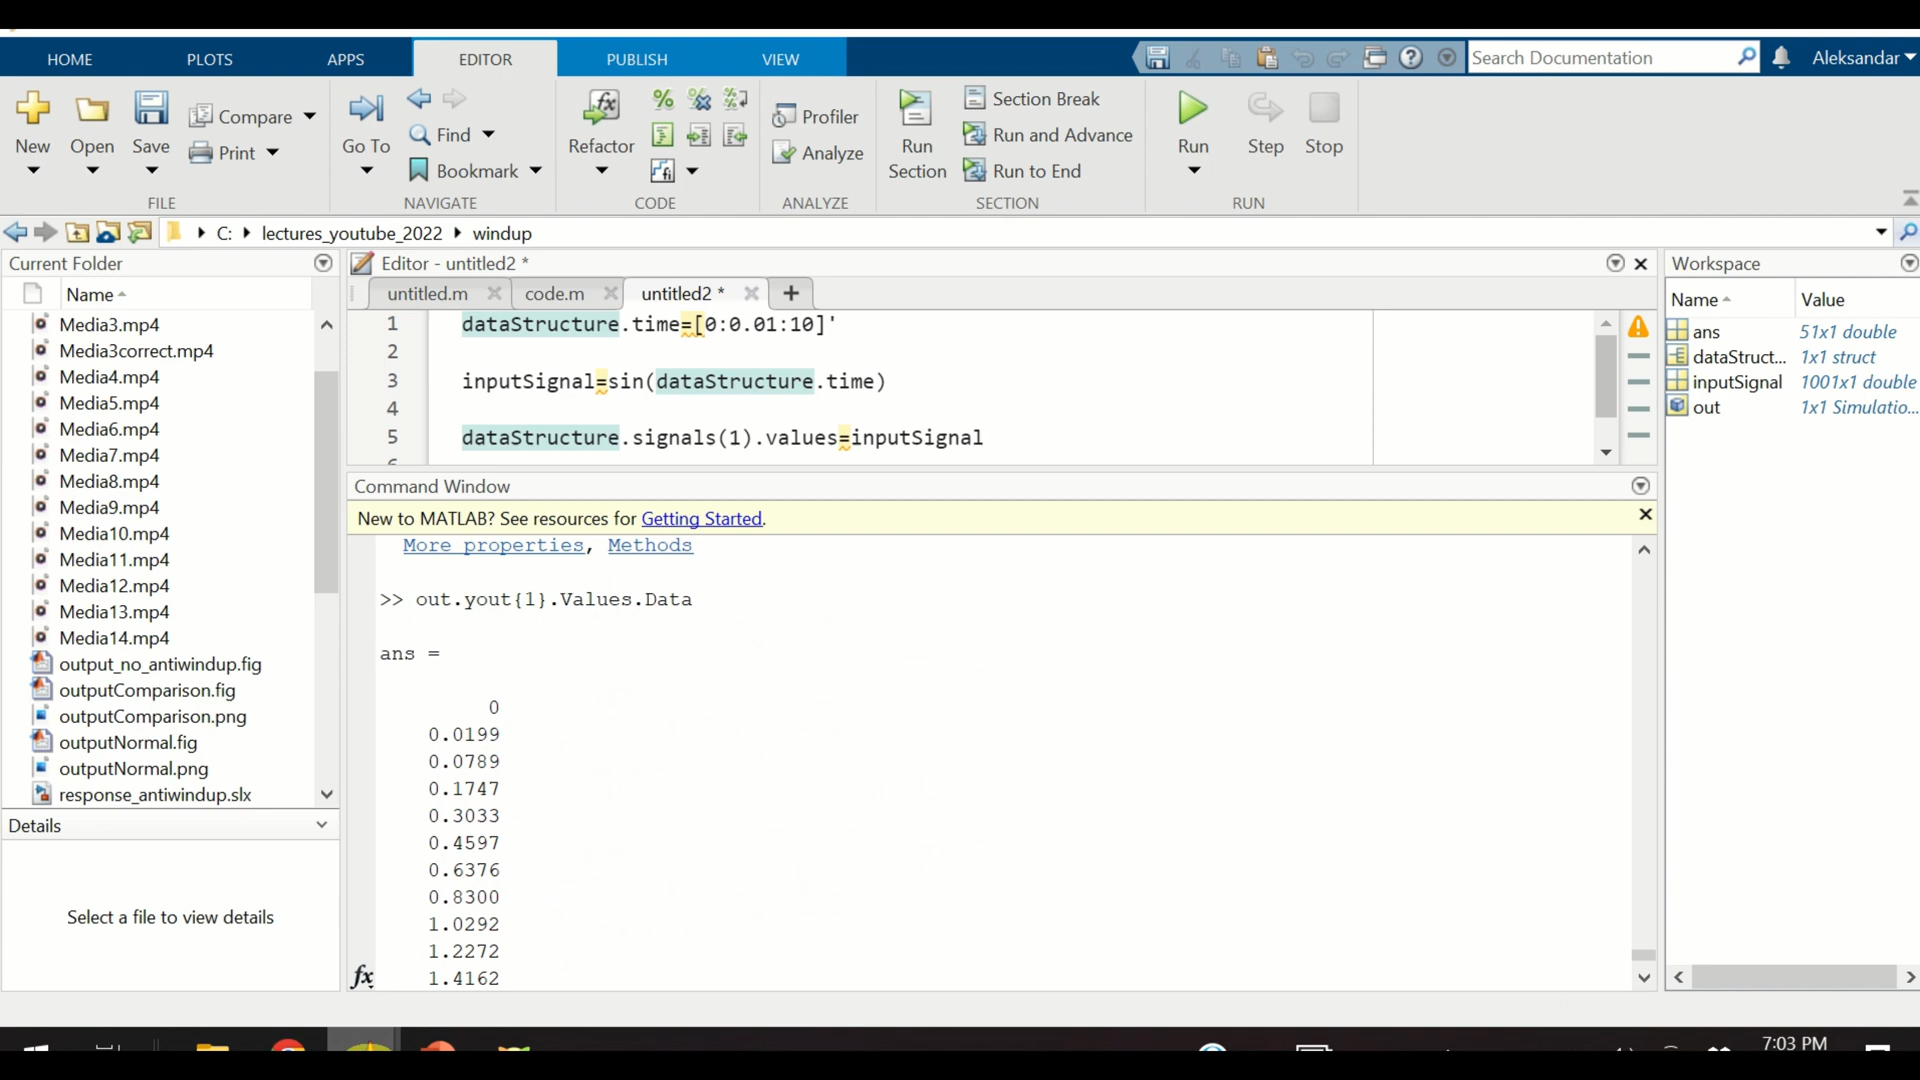 HOME PLOTS APPS EDITOR PUBLISH VIEW
Search Documentation
Aleksandar
New
Open
Save
Compare
Print
FILE
Go To
Find
Bookmark
NAVIGATE
Refactor
CODE
Profiler
Analyze
ANALYZE
Run
Section
Section Break
Run and Advance
Run to End
SECTION
Run
Step
Stop
RUN
C: lectures_youtube_2022 windup
Current Folder
Name
Media3.mp4
Media3correct.mp4
Media4.mp4
Media5.mp4
Media6.mp4
Media7.mp4
Media8.mp4
Media9.mp4
Media10.mp4
Media11.mp4
Media12.mp4
Media13.mp4
Media14.mp4
output_no_antiwindup.fig
outputComparison.fig
outputComparison.png
outputNormal.fig
outputNormal.png
response_antiwindup.slx
Details
Select a file to view details
Editor - untitled2 *
untitled.m code.m untitled2 *
1 dataStructure.time=[0:0.01:10]'
2
3 inputSignal=sin(dataStructure.time)
4
5 dataStructure.signals(1).values=inputSignal
Command Window
New to MATLAB? See resources for Getting Started.
More properties, Methods
>> out.yout{1}.Values.Data
ans =
0
0.0199
0.0789
0.1747
0.3033
0.4597
0.6376
0.8300
1.0292
1.2272
1.4162
fx
Workspace
Name Value
ans 51x1 double
dataStruct... 1x1 struct
inputSignal 1001x1 double
out 1x1 Simulatio...
7:03 PM